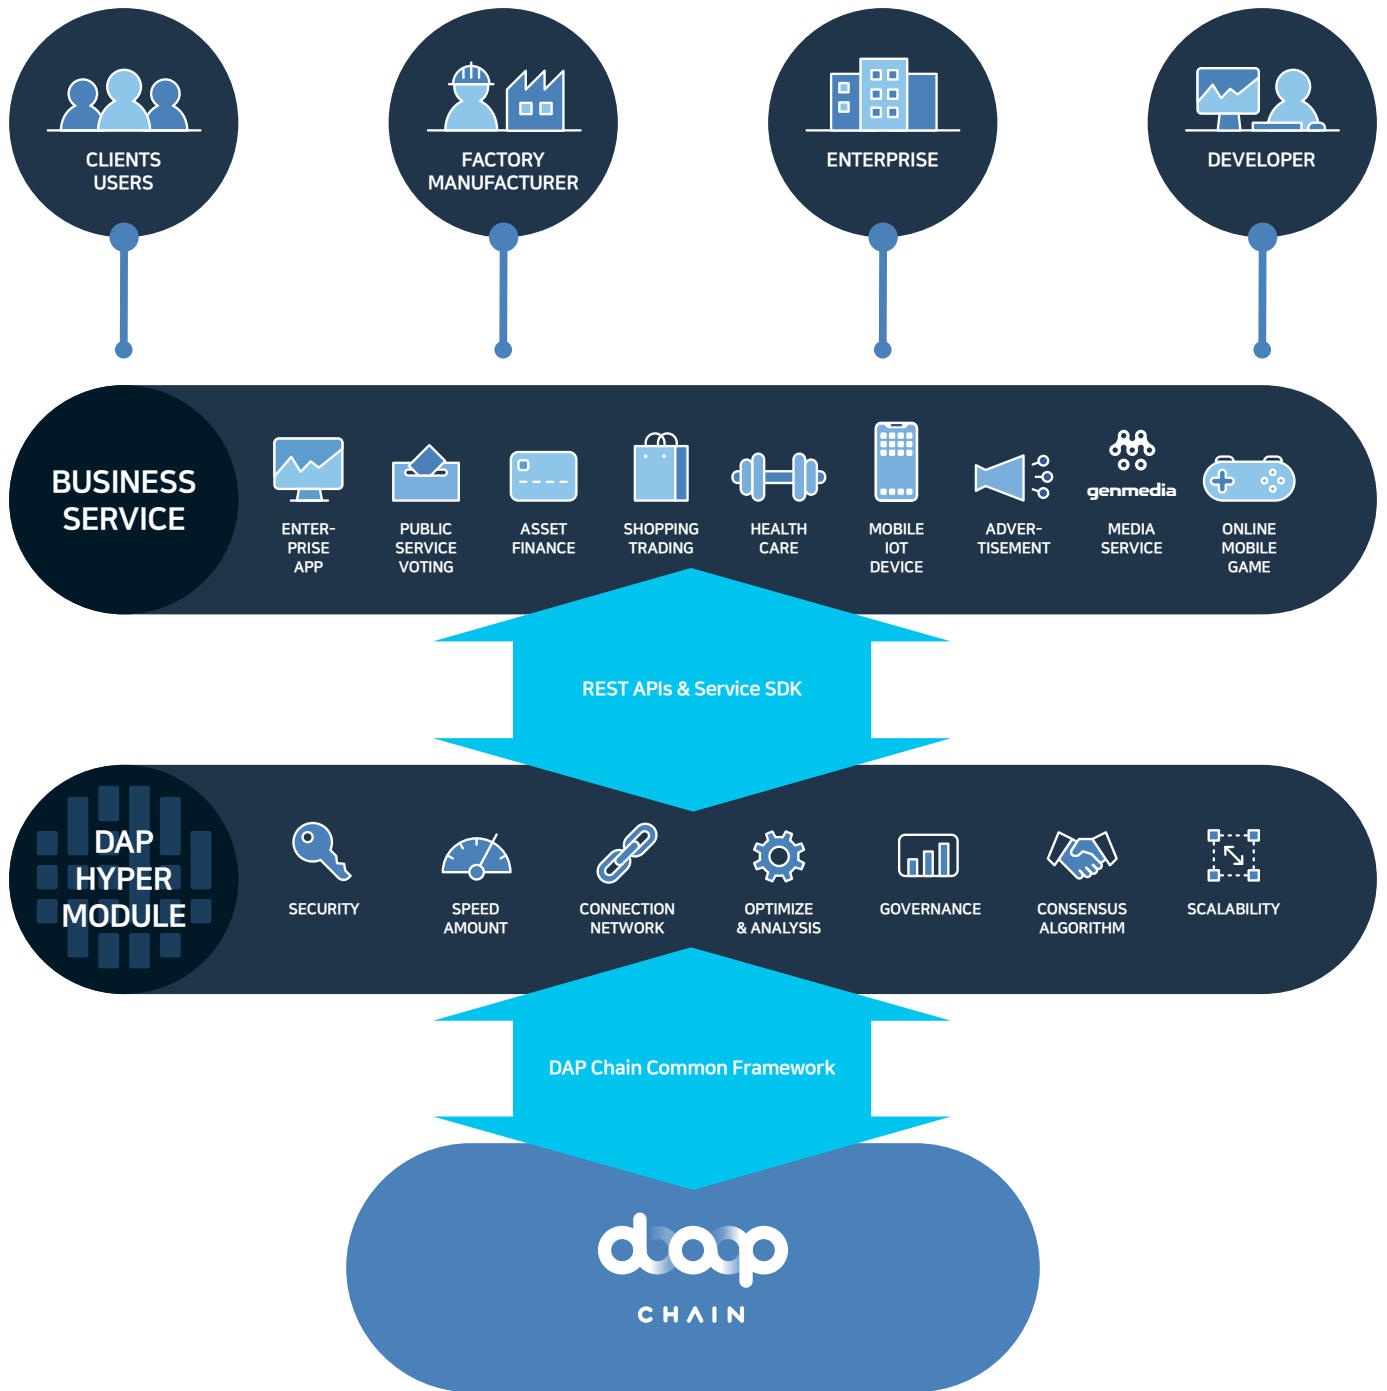 CLIENTS
USERS
FACTORY
MANUFACTURER
ENTERPRISE
DEVELOPER
BUSINESS
SERVICE
ENTER-
PRISE
APP
PUBLIC
SERVICE
VOTING
ASSET
FINANCE
SHOPPING
TRADING
HEALTH
CARE
MOBILE
IOT
DEVICE
ADVER-
TISEMENT
genmedia
MEDIA
SERVICE
ONLINE
MOBILE
GAME
REST APIs & Service SDK
DAP
HYPER
MODULE
SECURITY
SPEED
AMOUNT
CONNECTION
NETWORK
OPTIMIZE
& ANALYSIS
GOVERNANCE
CONSENSUS
ALGORITHM
SCALABILITY
DAP Chain Common Framework
dap
CHAIN